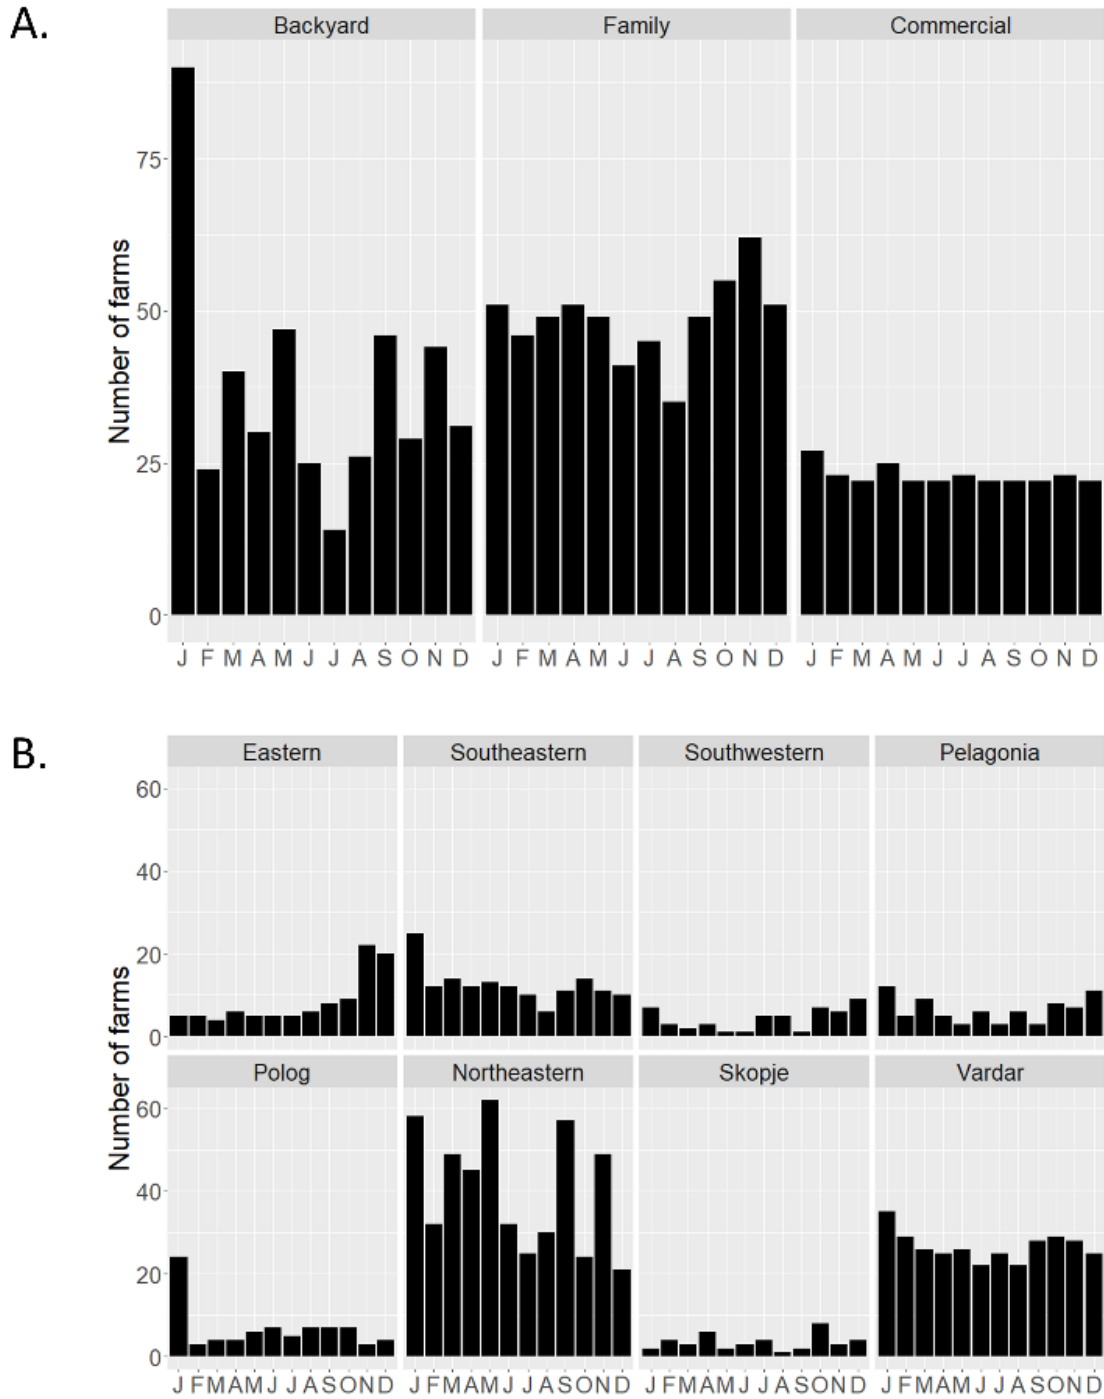 A.
Backyard Family Commercial
Number of farms
75
50
25
0
J F M A M J J A S O N D J F M A M J J A S O N D J F M A M J J A S O N D
B.
Eastern Southeastern Southwestern Pelagonia
Number of farms
60
40
20
0
Polog Northeastern Skopje Vardar
60
40
20
0
J F M A M J J A S O N D J F M A M J J A S O N D J F M A M J J A S O N D J F M A M J J A S O N D